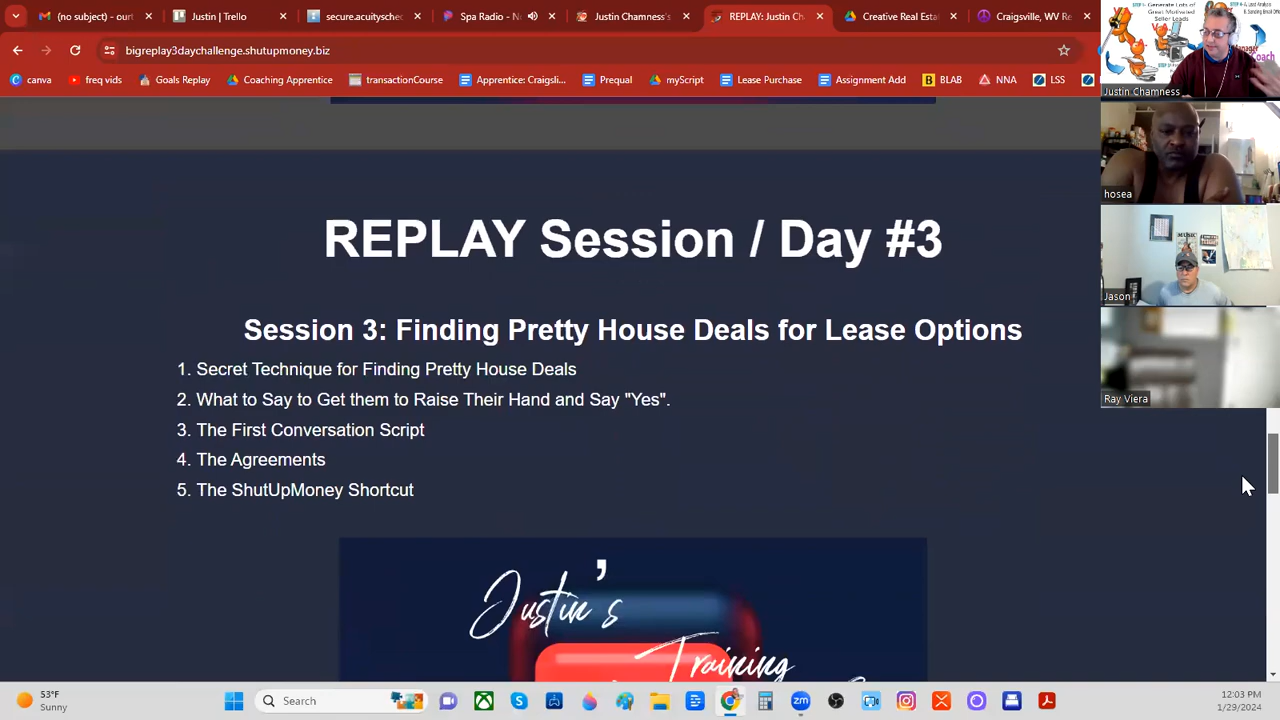 (no subject) - ourt
Justin | Trello
secure.acuitysched
Spa Radio - N
Justin Chamness's
REPLAY: Justin Ch
Creative Real Esta
Craigsville, WV Re
bigreplay3daychallenge.shutupmoney.biz
canva
freq vids
Goals Replay
Coaching Apprentice
transactionCourse
Apprentice: Craigsli...
Prequal
myScript
Lease Purchase
Assignment Add
BLAB
NNA
LSS
Justin Chamness
hosea
Jason
Ray Viera
REPLAY Session / Day #3
Session 3: Finding Pretty House Deals for Lease Options
1. Secret Technique for Finding Pretty House Deals
2. What to Say to Get them to Raise Their Hand and Say "Yes".
3. The First Conversation Script
4. The Agreements
5. The ShutUpMoney Shortcut
Justin's
Training
53°F
Sunny
Search
12:03 PM
1/29/2024